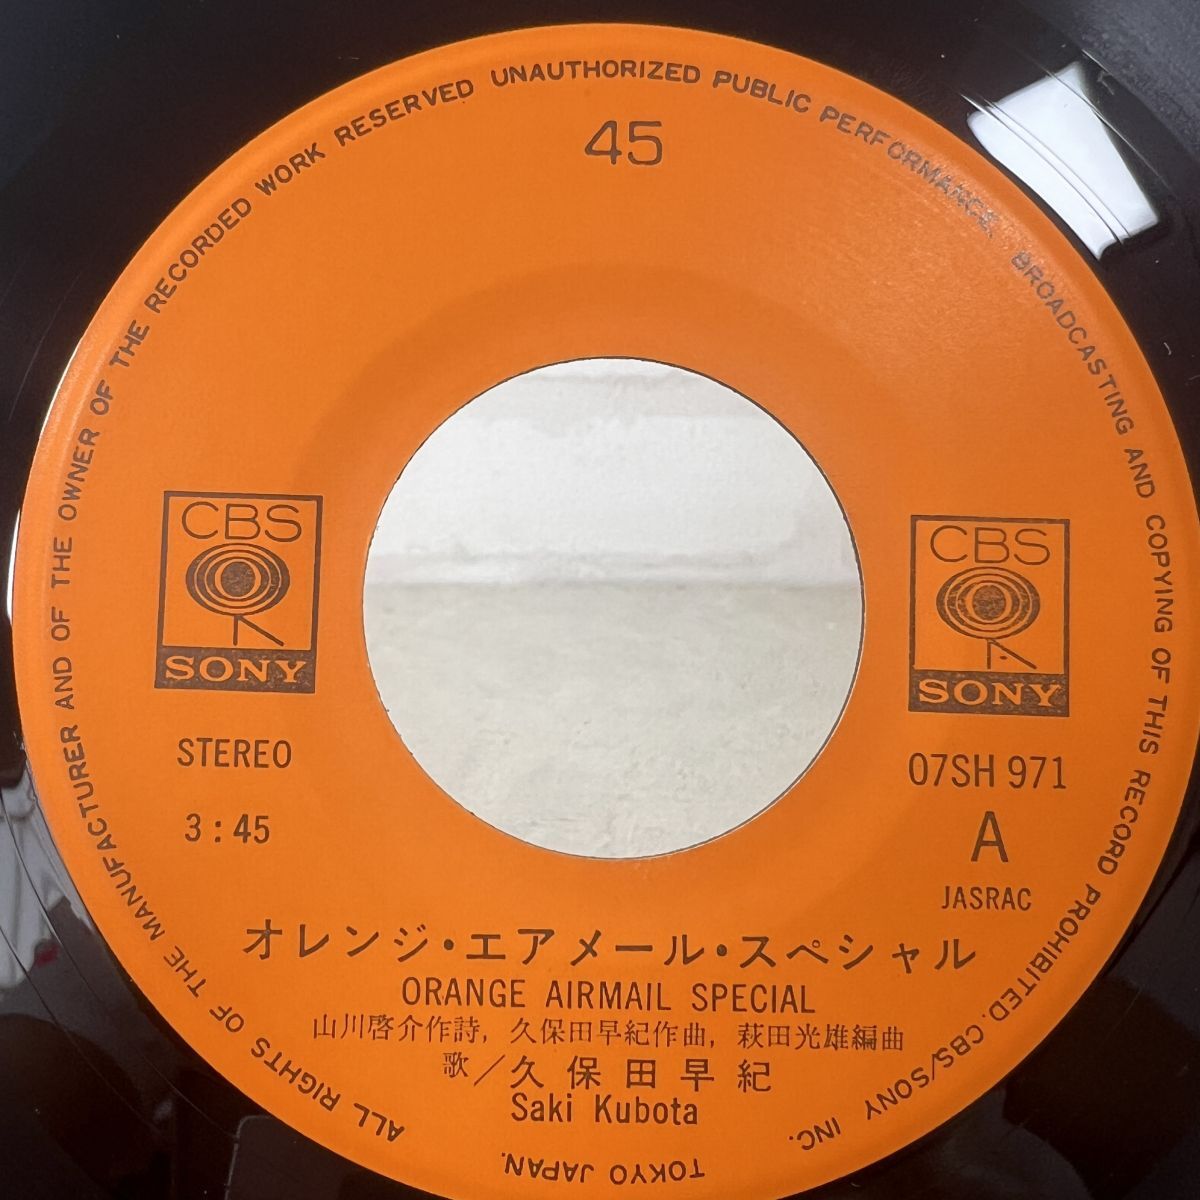 ALL RIGHTS OF THE MANUFACTURER AND OF THE OWNER OF THE RECORDED WORK RESERVED UNAUTHORIZED PUBLIC PERFORMANCE. BROADCASTING AND COPYING OF THIS RECORD PROHIBITED. CBS/SONY INC. TOKYO JAPAN.
45
CBS
SONY
CBS
SONY
STEREO
3:45
07SH 971
A
JASRAC
オレンジ・エアメール・スペシャル
ORANGE AIRMAIL SPECIAL
山川啓介作詩, 久保田早紀作曲, 萩田光雄編曲
歌/久保田早紀
Saki Kubota